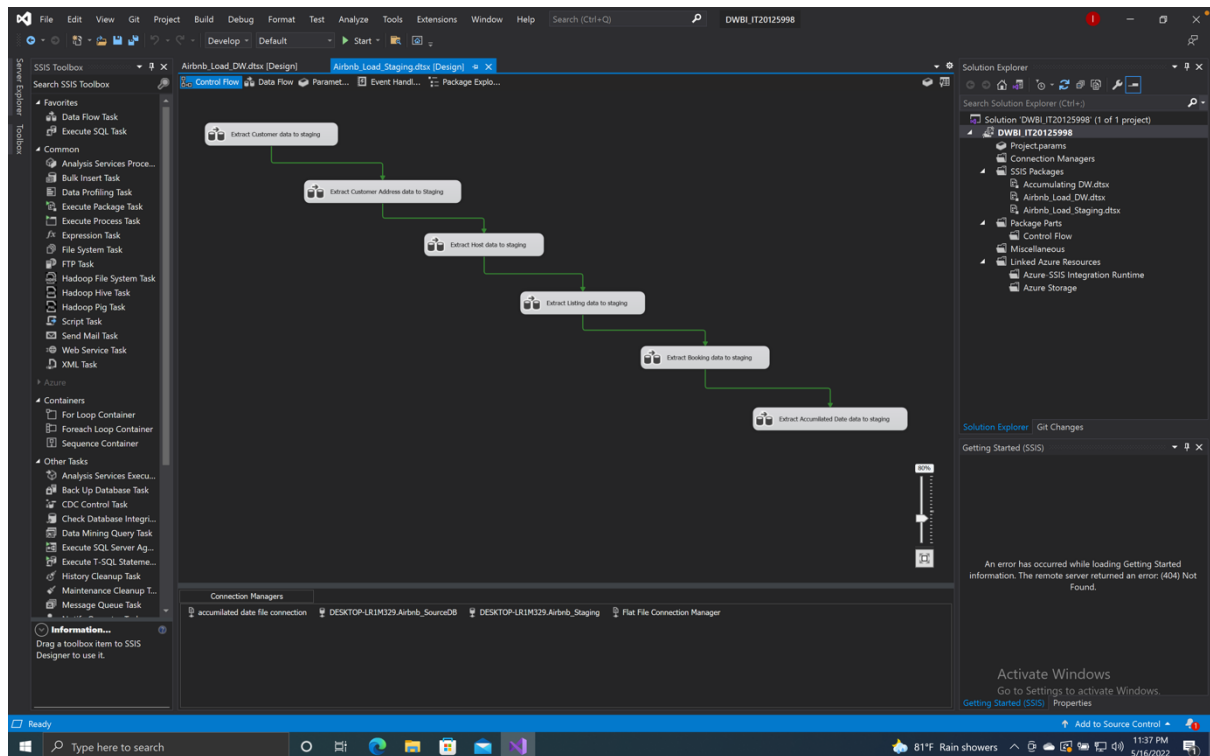 File Edit View Git Project Build Debug Format Test Analyze Tools Extensions Window Help Search (Ctrl+Q) DWBI_IT20125998
Develop Default Start
Server Explorer
Toolbox
SSIS Toolbox
Search SSIS Toolbox
Favorites
Data Flow Task
Execute SQL Task
Common
Analysis Services Proce...
Bulk Insert Task
Data Profiling Task
Execute Package Task
Execute Process Task
Expression Task
File System Task
FTP Task
Hadoop File System Task
Hadoop Hive Task
Hadoop Pig Task
Script Task
Send Mail Task
Web Service Task
XML Task
Azure
Containers
For Loop Container
Foreach Loop Container
Sequence Container
Other Tasks
Analysis Services Execu...
Back Up Database Task
CDC Control Task
Check Database Integri...
Data Mining Query Task
Execute SQL Server Ag...
Execute T-SQL Stateme...
History Cleanup Task
Maintenance Cleanup T...
Message Queue Task
Information...
Drag a toolbox item to SSIS
Designer to use it.
Airbnb_Load_DW.dtsx [Design] Airbnb_Load_Staging.dtsx [Design]
Control Flow Data Flow Paramet... Event Handl... Package Explo...
Extract Customer data to staging
Extract Customer Address data to Staging
Extract Host data to staging
Extract Listing data to staging
Extract Booking data to staging
Extract Accumilated Date data to staging
80%
Connection Managers
accumilated date file connection DESKTOP-LR1M329.Airbnb_SourceDB DESKTOP-LR1M329.Airbnb_Staging Flat File Connection Manager
Solution Explorer
Search Solution Explorer (Ctrl+;)
Solution 'DWBI_IT20125998' (1 of 1 project)
DWBI_IT20125998
Project.params
Connection Managers
SSIS Packages
Accumulating DW.dtsx
Airbnb_Load_DW.dtsx
Airbnb_Load_Staging.dtsx
Package Parts
Control Flow
Miscellaneous
Linked Azure Resources
Azure-SSIS Integration Runtime
Azure Storage
Solution Explorer Git Changes
Getting Started (SSIS)
An error has occurred while loading Getting Started
information. The remote server returned an error: (404) Not
Found.
Activate Windows
Go to Settings to activate Windows.
Getting Started (SSIS) Properties
Ready
Add to Source Control
Type here to search
81°F Rain showers
11:37 PM
5/16/2022